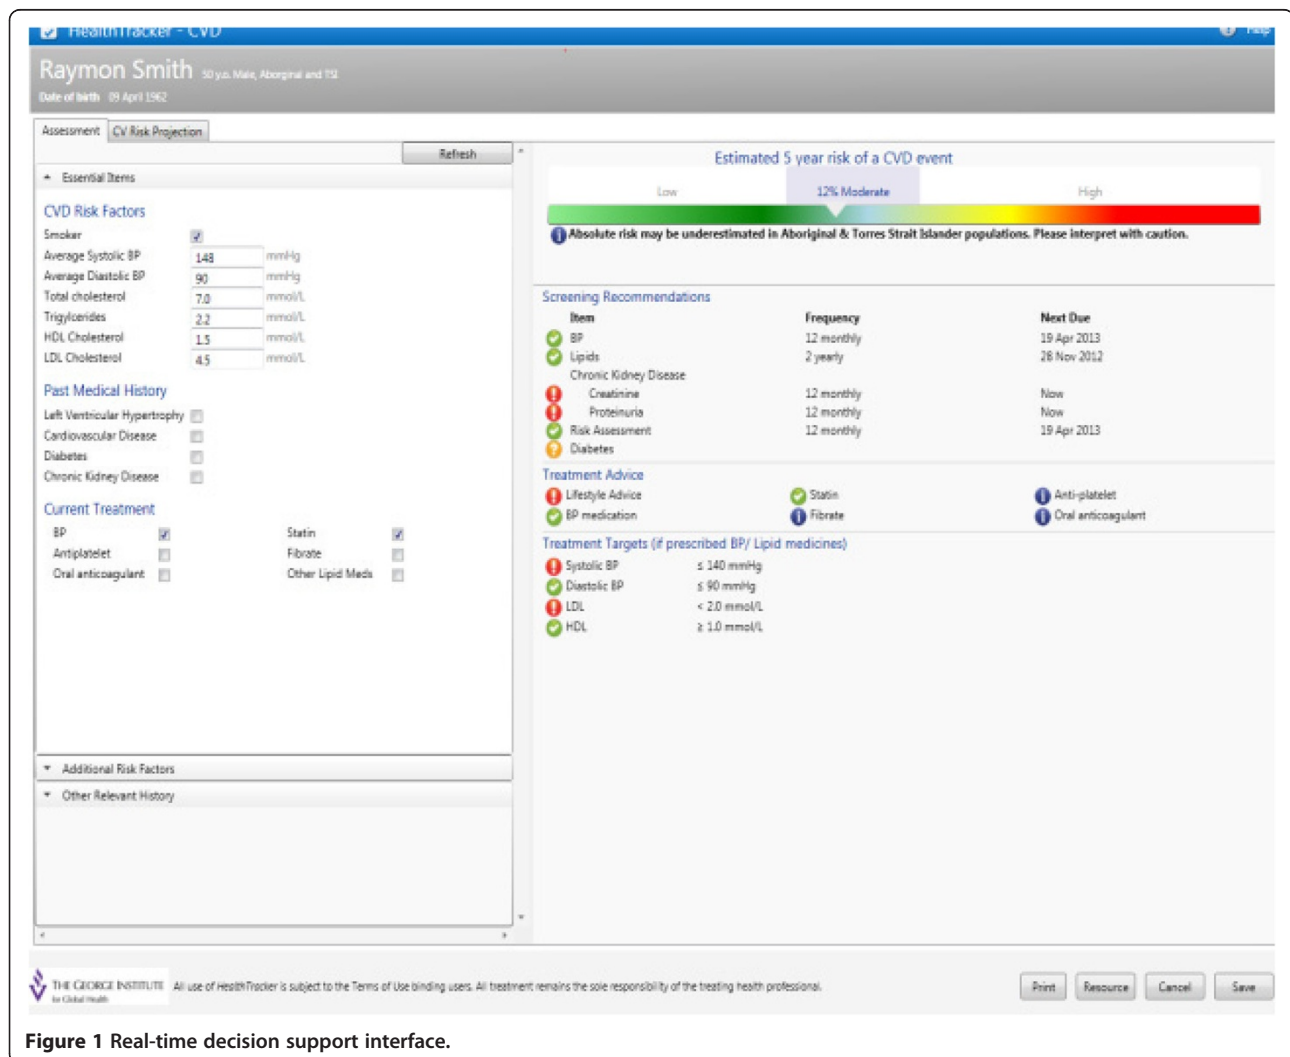 HealthTracker - CVD
Help
Raymon Smith 50 y.o. Male, Aborginal and TSI
Date of birth 09 April 1962
Assessment CV Risk Projection
Refresh
Essential Items
CVD Risk Factors
Smoker
Average Systolic BP 148 mmHg
Average Diastolic BP 90 mmHg
Total cholesterol 7.0 mmol/L
Trigylcerides 2.2 mmol/L
HDL Cholesterol 1.5 mmol/L
LDL Cholesterol 4.5 mmol/L
Past Medical History
Left Ventricular Hypertrophy
Cardiovascular Disease
Diabetes
Chronic Kidney Disease
Current Treatment
BP Statin
Antiplatelet Fibrate
Oral anticoagulant Other Lipid Meds
Additional Risk Factors
Other Relevant History
Estimated 5 year risk of a CVD event
Low 12% Moderate High
Absolute risk may be underestimated in Aboriginal & Torres Strait Islander populations. Please interpret with caution.
Screening Recommendations
Item Frequency Next Due
BP 12 monthly 19 Apr 2013
Lipids 2 yearly 28 Nov 2012
Chronic Kidney Disease
Creatinine 12 monthly Now
Proteinuria 12 monthly Now
Risk Assessment 12 monthly 19 Apr 2013
Diabetes
Treatment Advice
Lifestyle Advice Statin Anti-platelet
BP medication Fibrate Oral anticoagulant
Treatment Targets (if prescribed BP/ Lipid medicines)
Systolic BP ≤ 140 mmHg
Diastolic BP ≤ 90 mmHg
LDL < 2.0 mmol/L
HDL ≥ 1.0 mmol/L
THE GEORGE INSTITUTE
for Global Health
All use of HealthTracker is subject to the Terms of Use binding users. All treatment remains the sole responsibility of the treating health professional.
Print Resource Cancel Save
Figure 1 Real-time decision support interface.